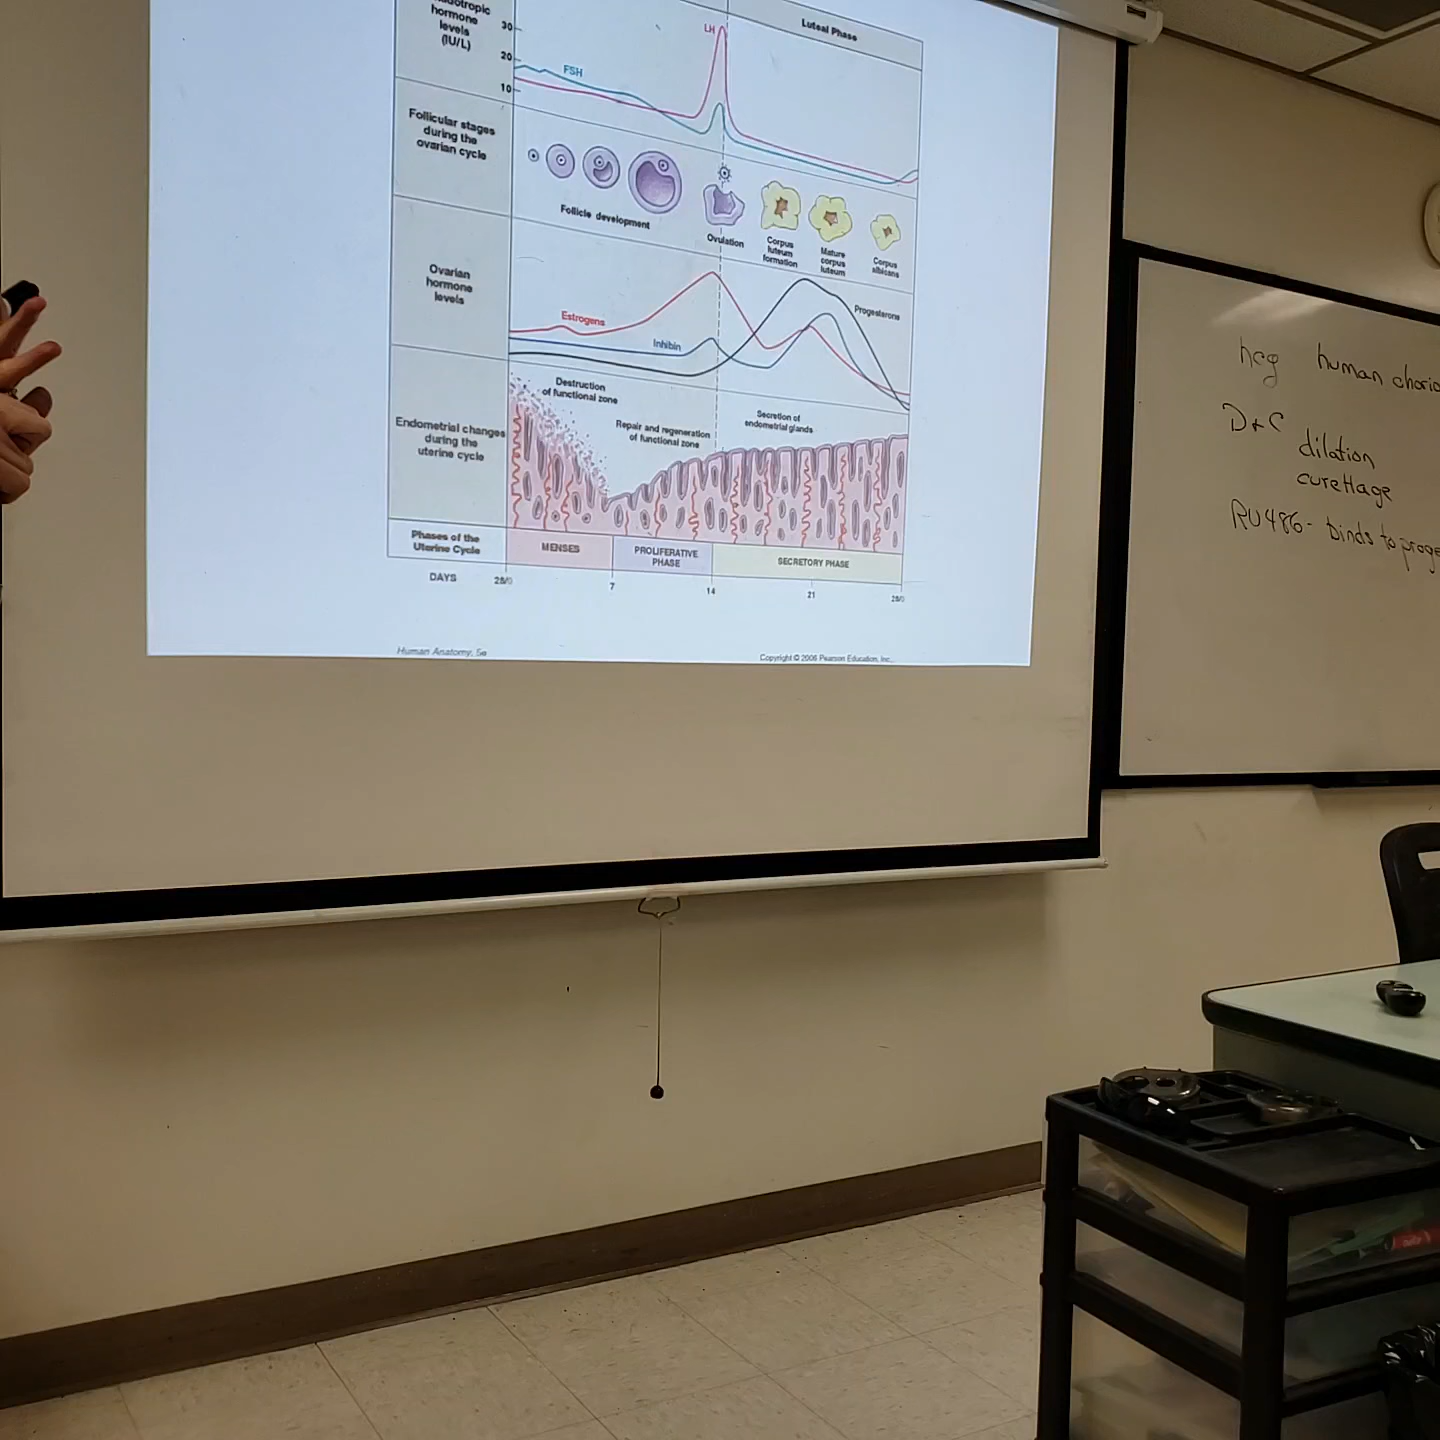 hormone
levels
(IU/L)
30
20
10
LH
FSH
Luteal Phase
Follicular stages
during the
ovarian cycle
Follicle development
Ovulation
Corpus
luteum
formation
Mature
corpus
luteum
Corpus
albicans
Ovarian
hormone
levels
Estrogens
Inhibin
Progesterone
Endometrial changes
during the
uterine cycle
Destruction
of functional zone
Repair and regeneration
of functional zone
Secretion of
endometrial glands
Phases of the
Uterine Cycle
MENSES
PROLIFERATIVE
PHASE
SECRETORY PHASE
DAYS
28/0
7
14
21
28/0
Human Anatomy, 5e
Copyright © 2006 Pearson Education, Inc.,
hcg human chorio
D+C dilation
curettage
RU486- binds to proge